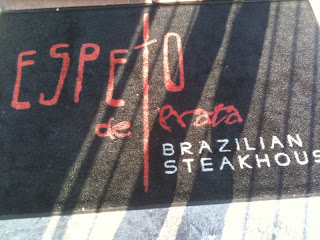 ESPETO
de Prata
BRAZILIAN
STEAKHOUS